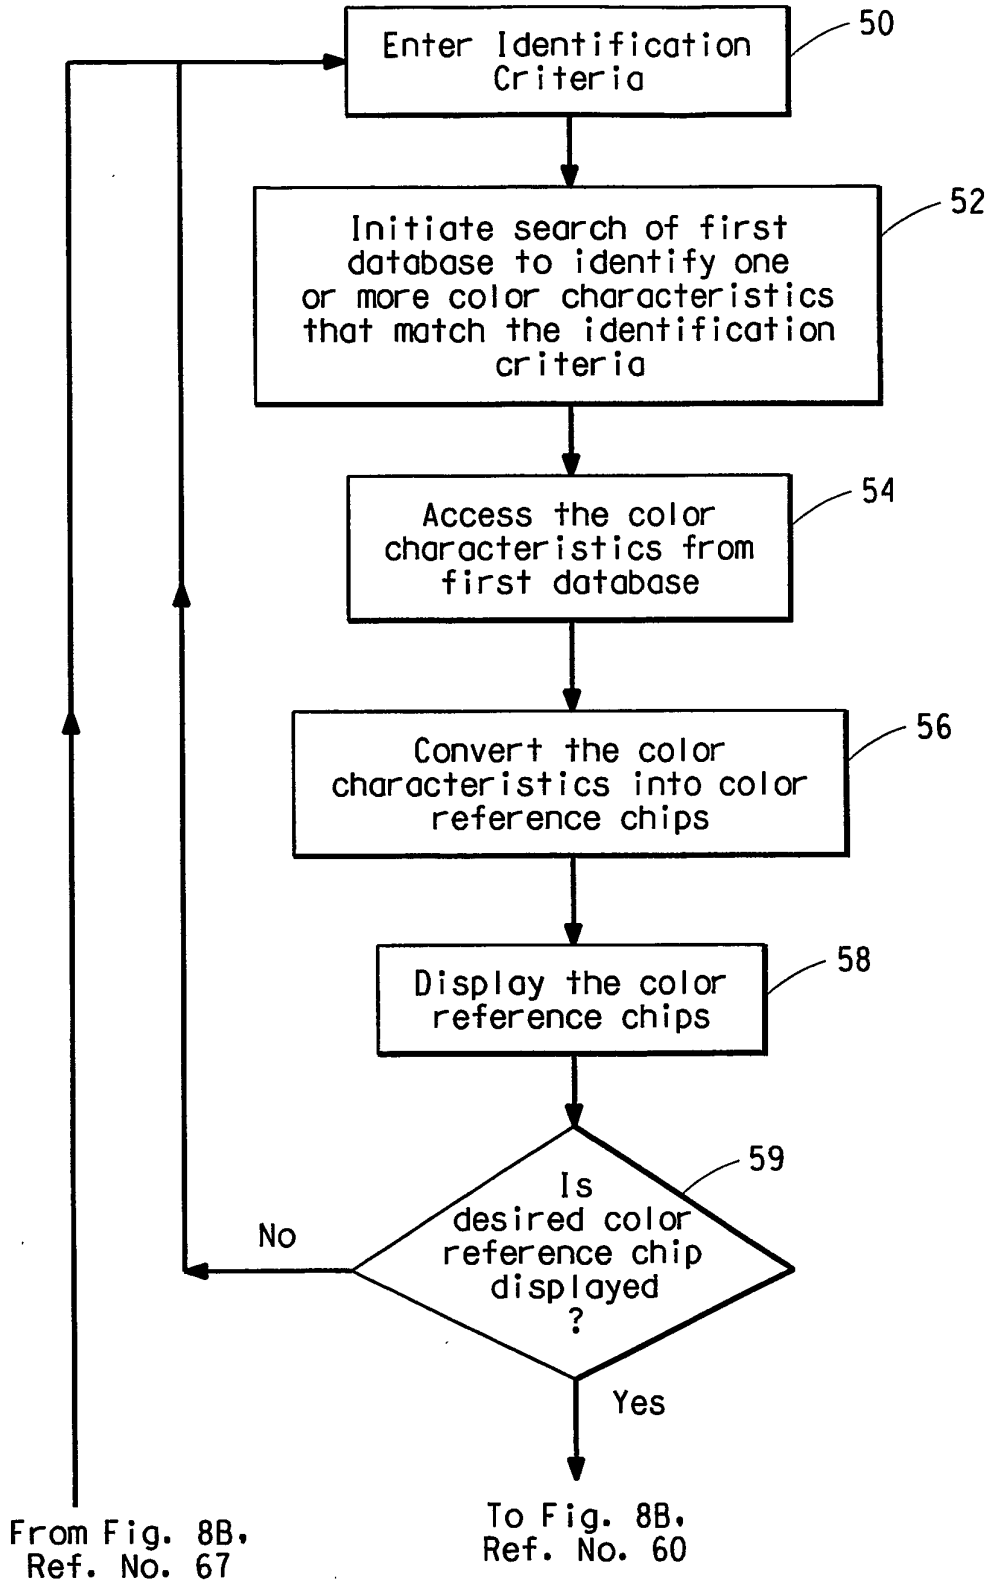 50
Enter Identification
Criteria
52
Initiate search of first
database to identify one
or more color characteristics
that match the identification
criteria
54
Access the color
characteristics from
first database
56
Convert the color
characteristics into color
reference chips
58
Display the color
reference chips
59
Is
desired color
reference chip
displayed
?
No
Yes
To Fig. 8B,
Ref. No. 60
From Fig. 8B,
Ref. No. 67